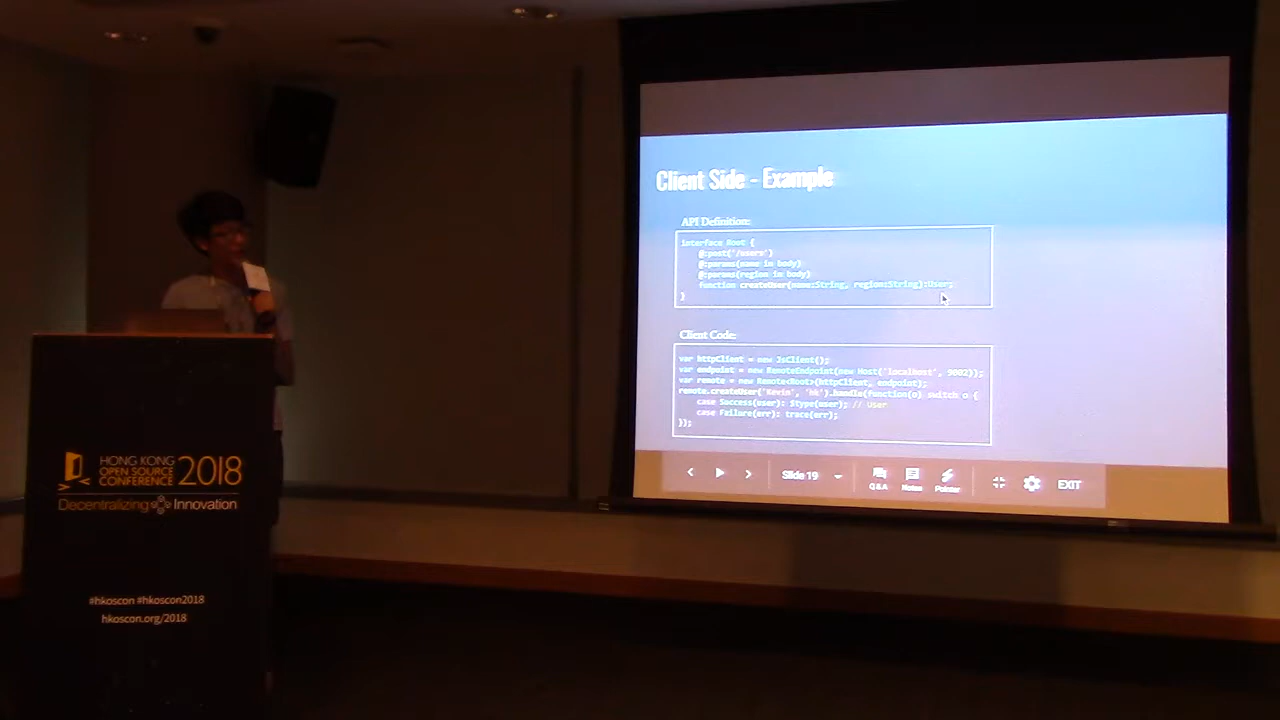 Client Side - Example
API Definition:
interface Root {
@:post('/users')
@:params(name in body)
@:params(region in body)
function createUser(name:String, region:String):User;
}
Client Code:
var httpClient = new JsClient();
var endpoint = new RemoteEndpoint(new Host('localhost', 9002));
var remote = new Remote<Root>(httpClient, endpoint);
remote.createUser('Kevin', 'hk').handle(function(o) switch o {
case Success(user): $type(user); // User
case Failure(err): trace(err);
});
Slide 19
Q&A
Notes
Pointer
EXIT
HONG KONG
OPEN SOURCE
CONFERENCE 2018
Decentralizing Innovation
#hkoscon #hkoscon2018
hkoscon.org/2018